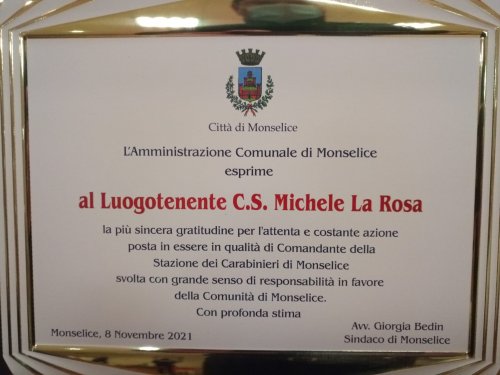 Città di Monselice
L'Amministrazione Comunale di Monselice
esprime
al Luogotenente C.S. Michele La Rosa
la più sincera gratitudine per l'attenta e costante azione
posta in essere in qualità di Comandante della
Stazione dei Carabinieri di Monselice
svolta con grande senso di responsabilità in favore
della Comunità di Monselice.
Con profonda stima
Monselice, 8 Novembre 2021
Avv. Giorgia Bedin
Sindaco di Monselice